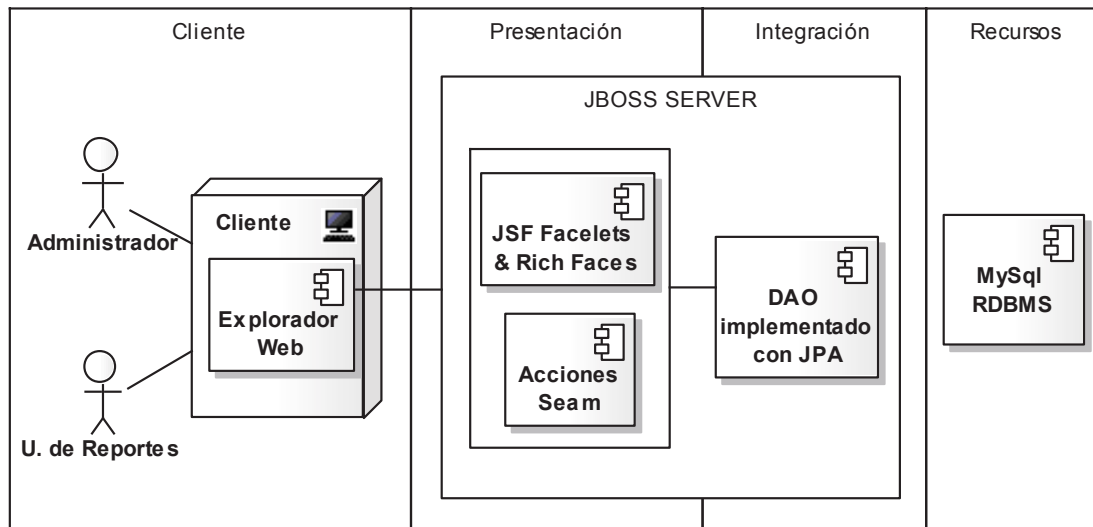 Cliente
Presentación
Integración
Recursos
JBOSS SERVER
Administrador
U. de Reportes
Cliente
Explorador
Web
JSF Facelets
& Rich Faces
Acciones
Seam
DAO
implementado
con JPA
MySql
RDBMS